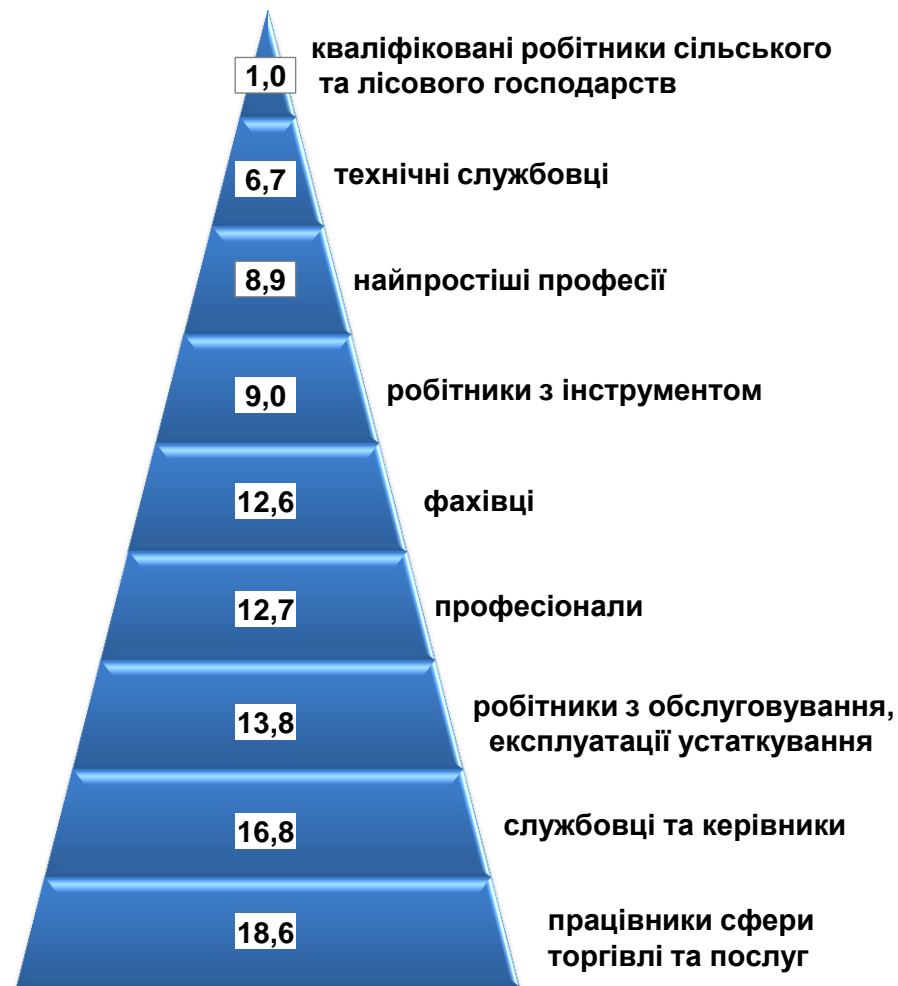 кваліфіковані робітники сільського
та лісового господарств
1,0
технічні службовці
6,7
найпростіші професії
8,9
робітники з інструментом
9,0
фахівці
12,6
професіонали
12,7
робітники з обслуговування,
експлуатації устаткування
13,8
службовці та керівники
16,8
працівники сфери
торгівлі та послуг
18,6